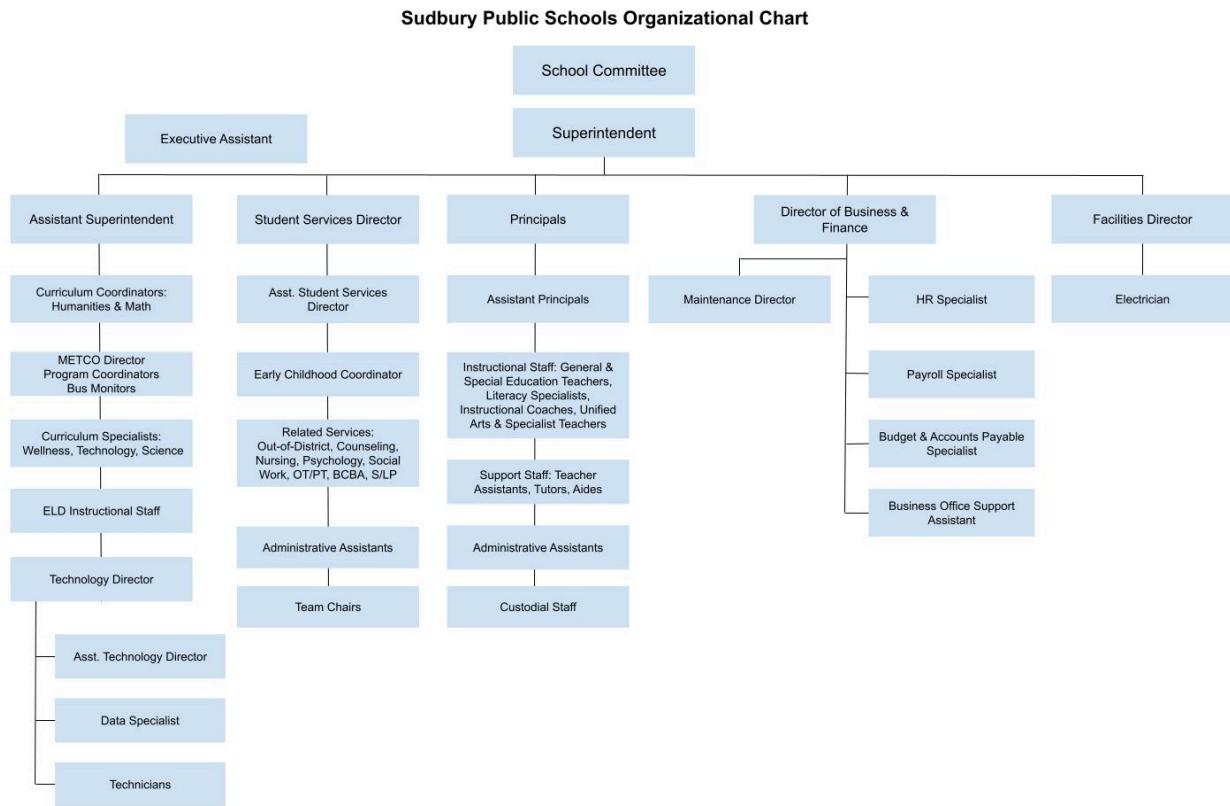 Sudbury Public Schools Organizational Chart
School Committee
Superintendent
Executive Assistant
Assistant Superintendent
Student Services Director
Principals
Director of Business &
Finance
Facilities Director
Curriculum Coordinators:
Humanities & Math
Asst. Student Services
Director
Assistant Principals
Maintenance Director
HR Specialist
Electrician
METCO Director
Program Coordinators
Bus Monitors
Early Childhood Coordinator
Instructional Staff: General &
Special Education Teachers,
Literacy Specialists,
Instructional Coaches, Unified
Arts & Specialist Teachers
Payroll Specialist
Curriculum Specialists:
Wellness, Technology, Science
Related Services:
Out-of-District, Counseling,
Nursing, Psychology, Social
Work, OT/PT, BCBA, S/LP
Support Staff: Teacher
Assistants, Tutors, Aides
Budget & Accounts Payable
Specialist
ELD Instructional Staff
Administrative Assistants
Administrative Assistants
Business Office Support
Assistant
Technology Director
Team Chairs
Custodial Staff
Asst. Technology Director
Data Specialist
Technicians